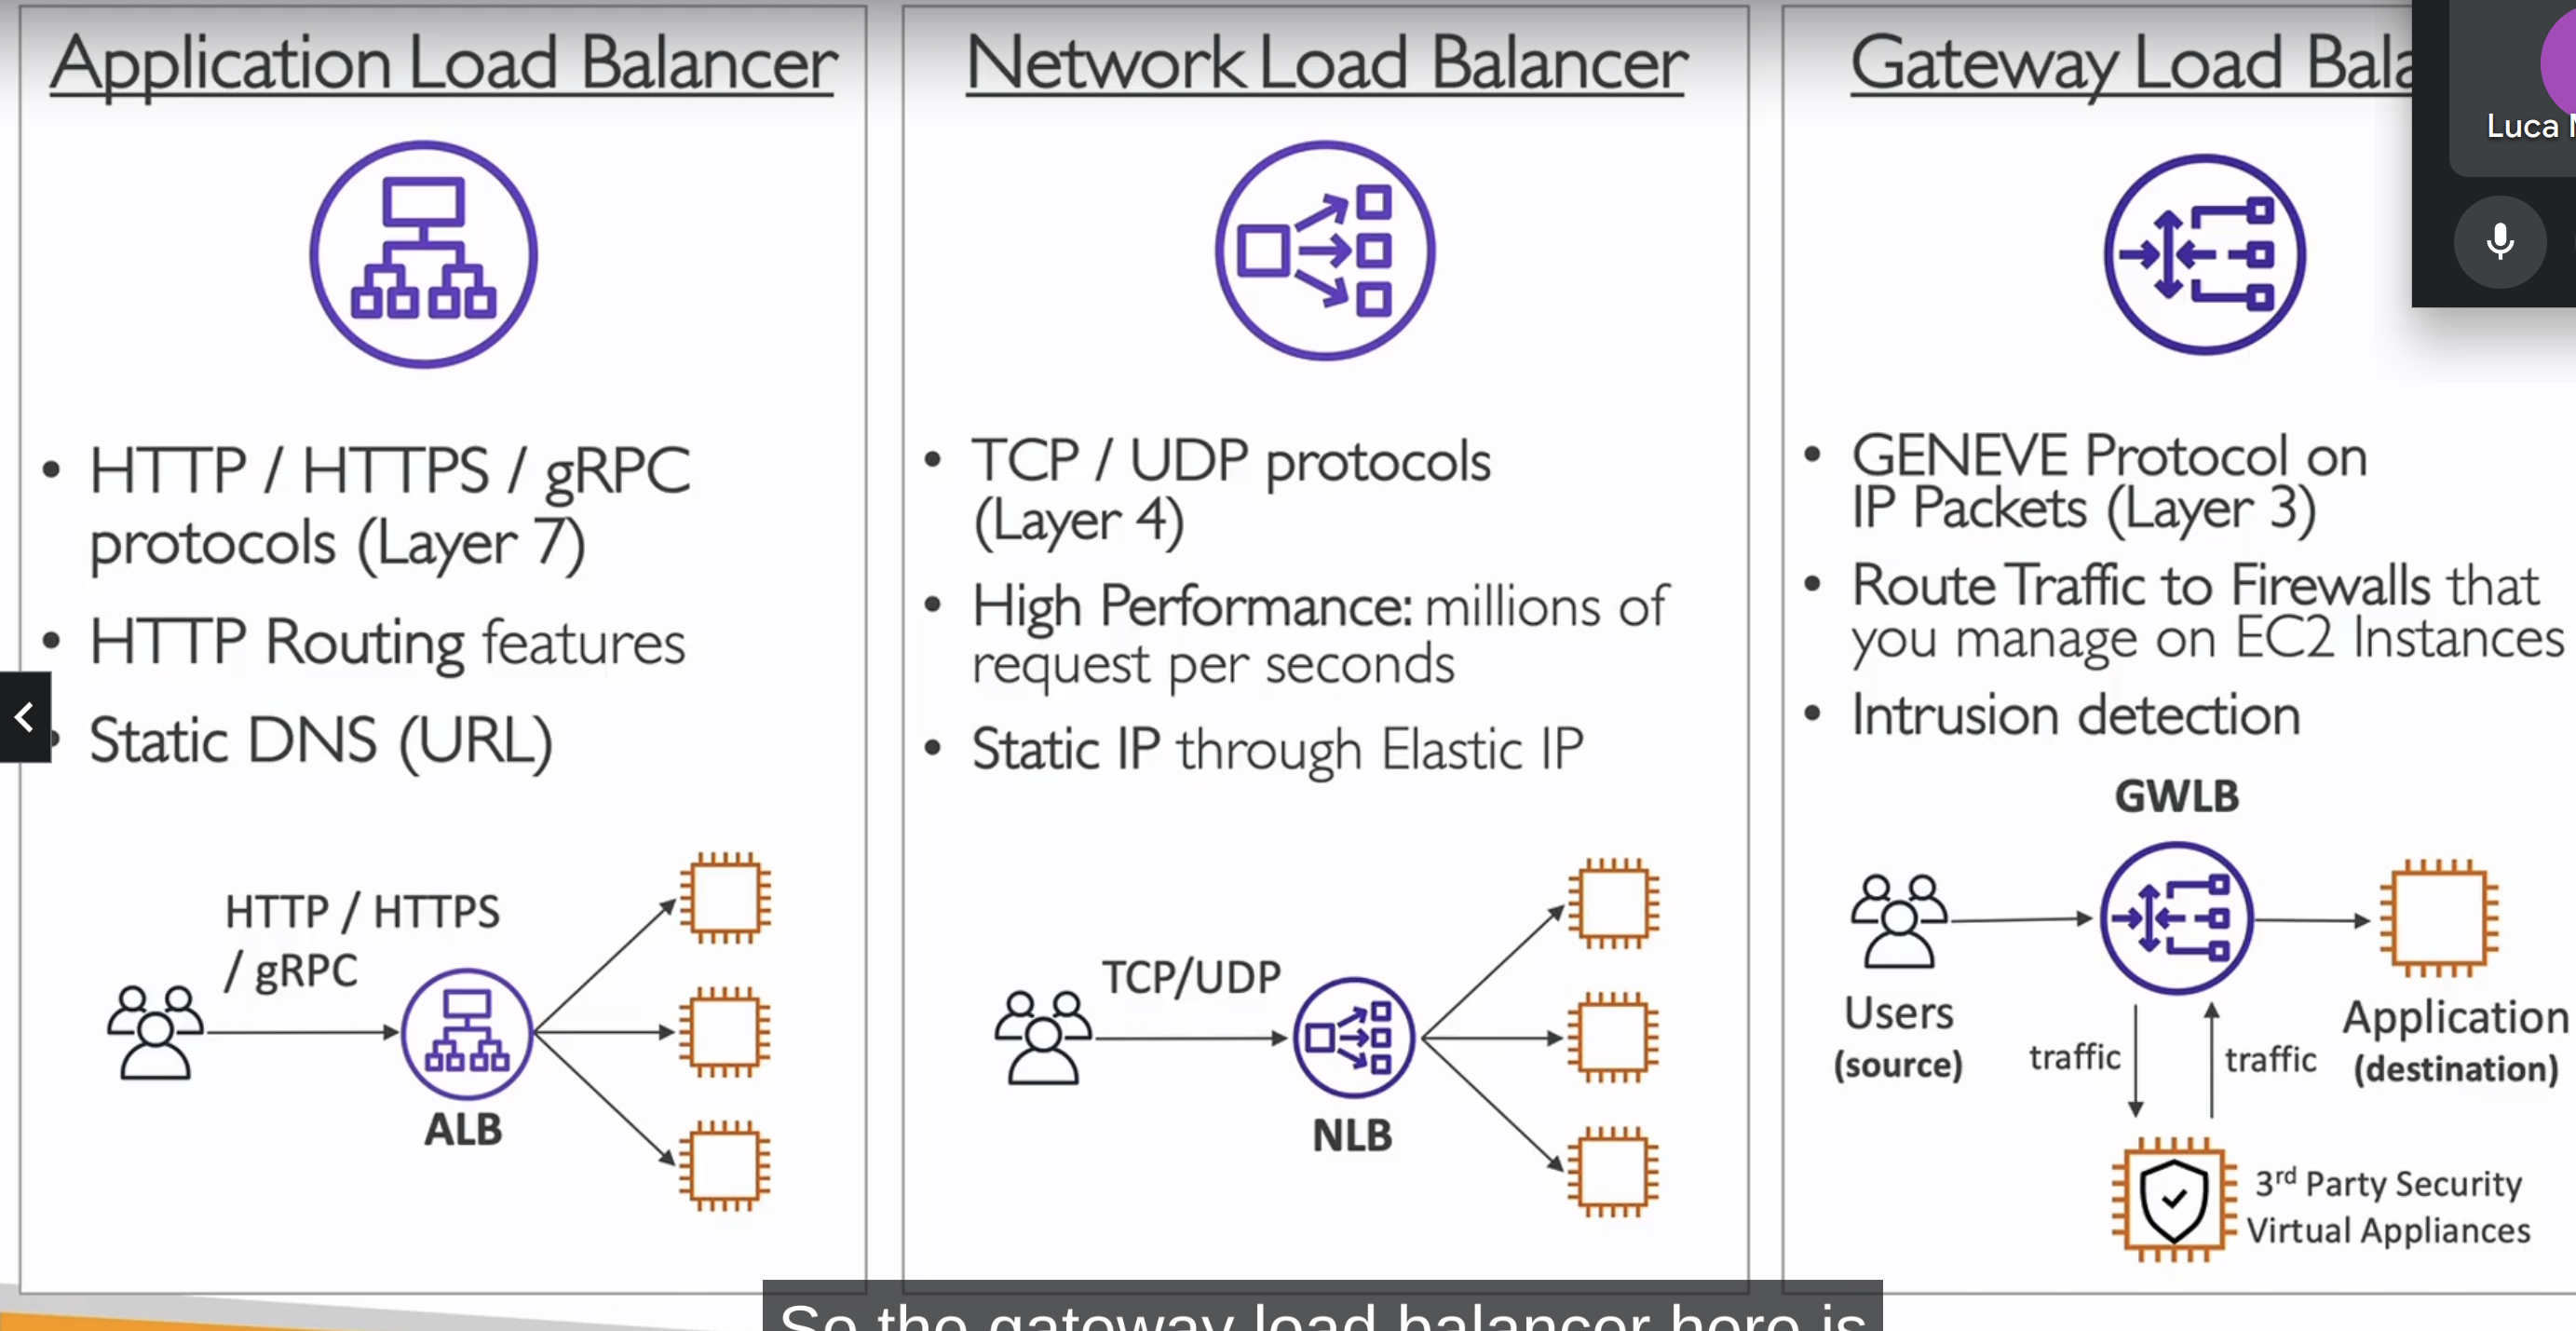 Application Load Balancer
HTTP / HTTPS / gRPC
protocols (Layer 7)
HTTP Routing features
Static DNS (URL)
HTTP / HTTPS
/ gRPC
ALB
Network Load Balancer
TCP / UDP protocols
(Layer 4)
High Performance: millions of
request per seconds
Static IP through Elastic IP
TCP/UDP
NLB
Gateway Load
GENEVE Protocol on
IP Packets (Layer 3)
Route Traffic to Firewalls that
you manage on EC2 Instances
Intrusion detection
GWLB
Users
(source)
traffic
traffic
Application
(destination)
3rd Party Security
Virtual Appliances
Luca
So the gateway load balancer here is